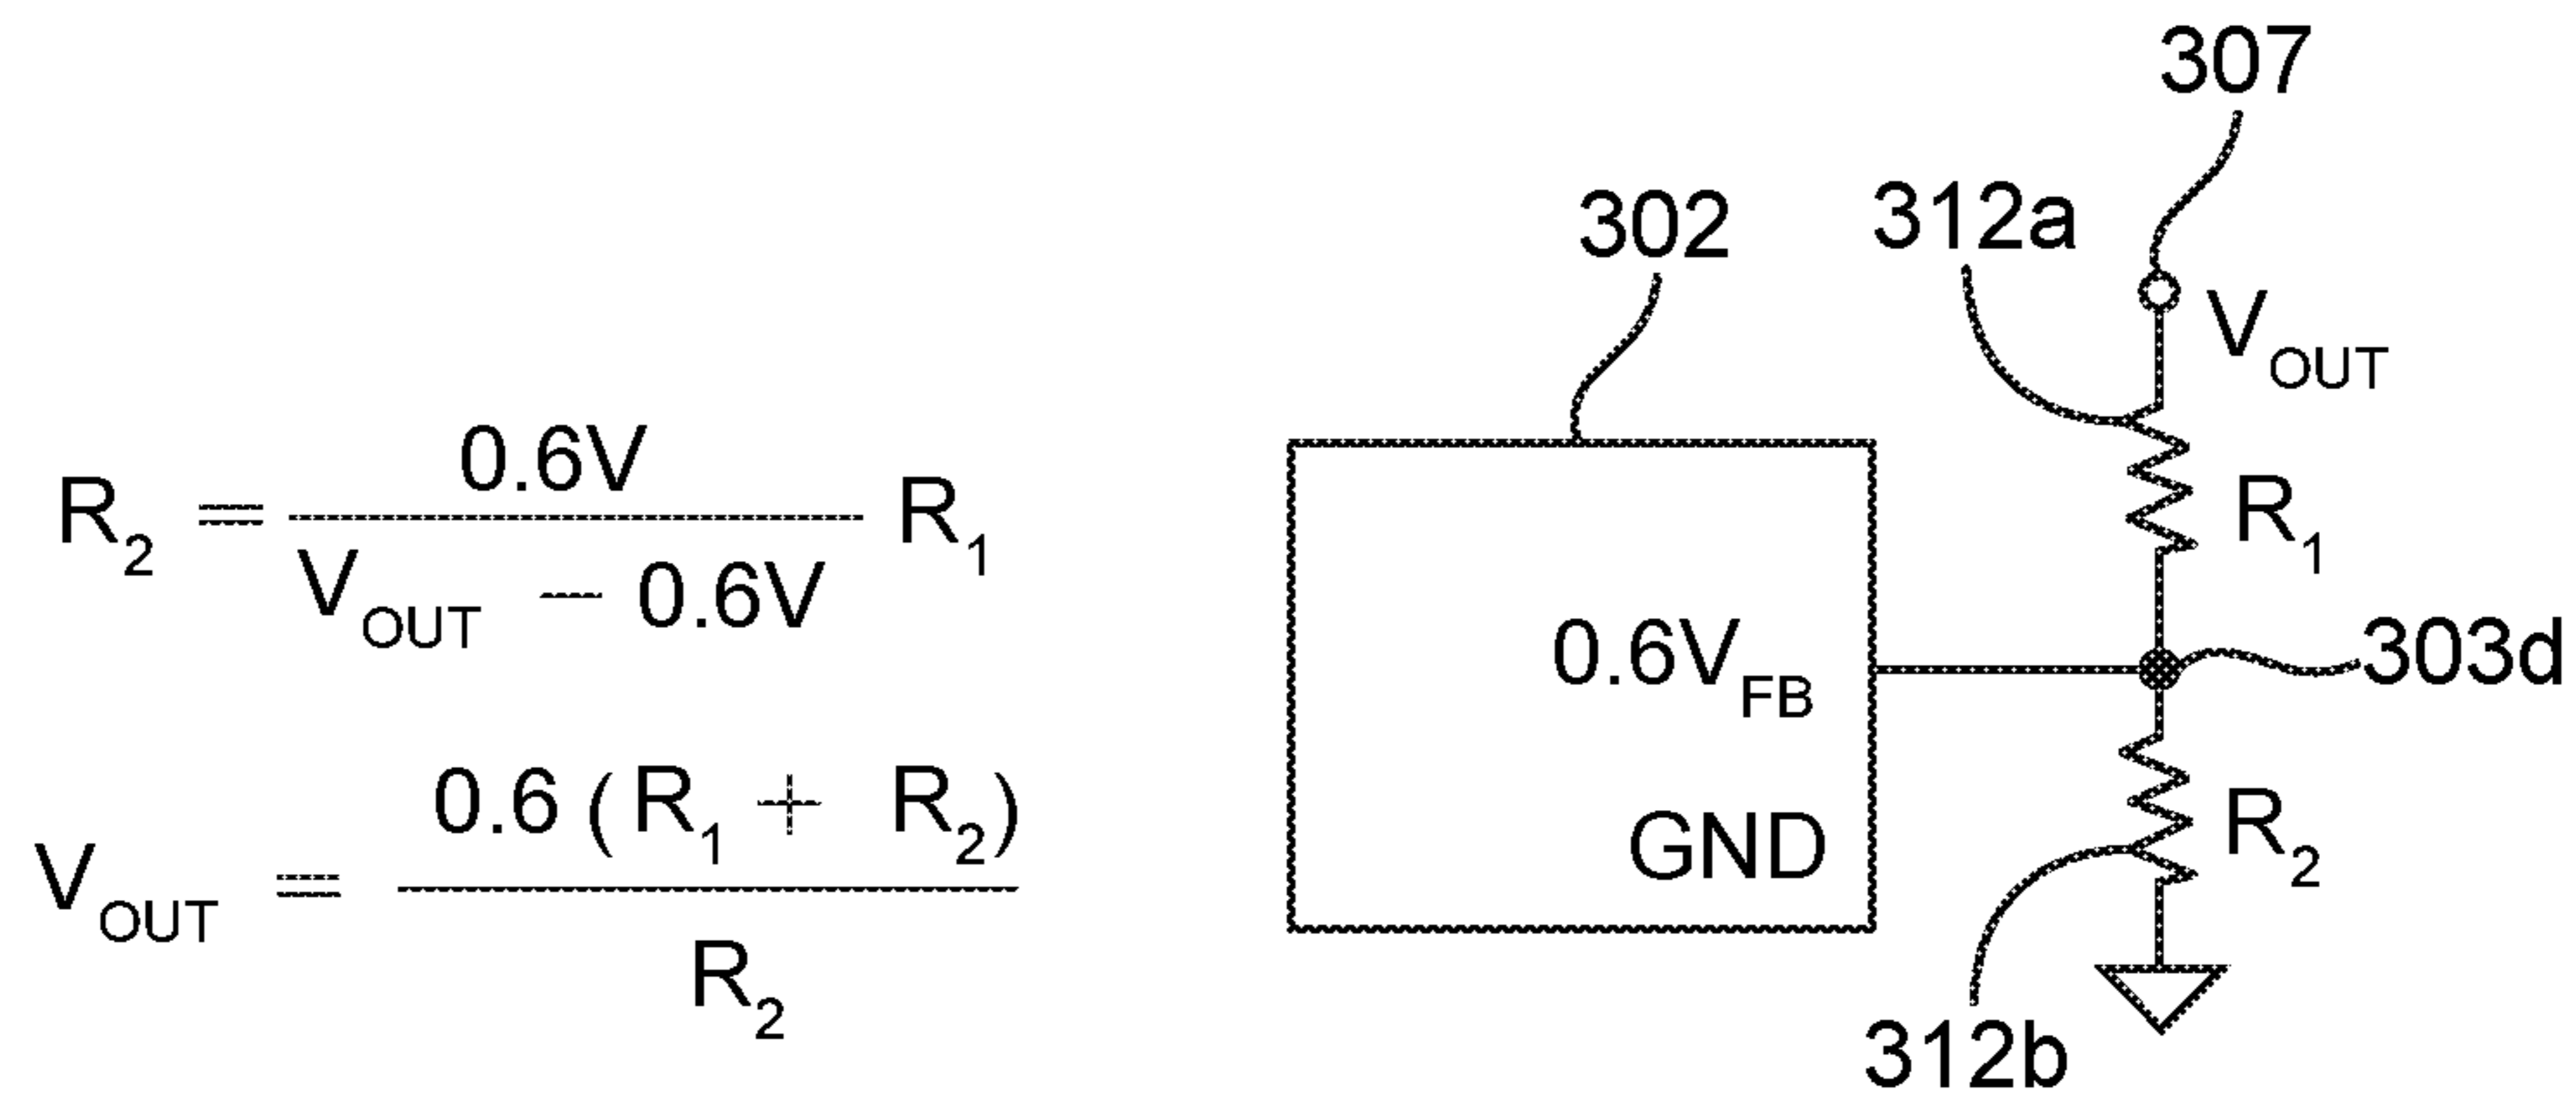 307
312a
302
V_OUT
R_2 = 0.6V / (V_OUT − 0.6V) R_1
R_1
0.6V_FB
303d
V_OUT = 0.6 (R_1 + R_2) / R_2
GND
R_2
312b